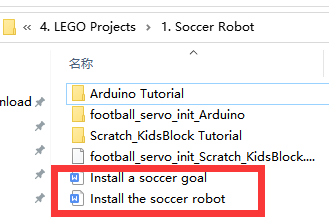 4. LEGO Projects > 1. Soccer Robot
名称
Arduino Tutorial
nload
football_servo_init_Arduino
Scratch_KidsBlock Tutorial
football_servo_init_Scratch_KidsBlock....
Install a soccer goal
Install the soccer robot